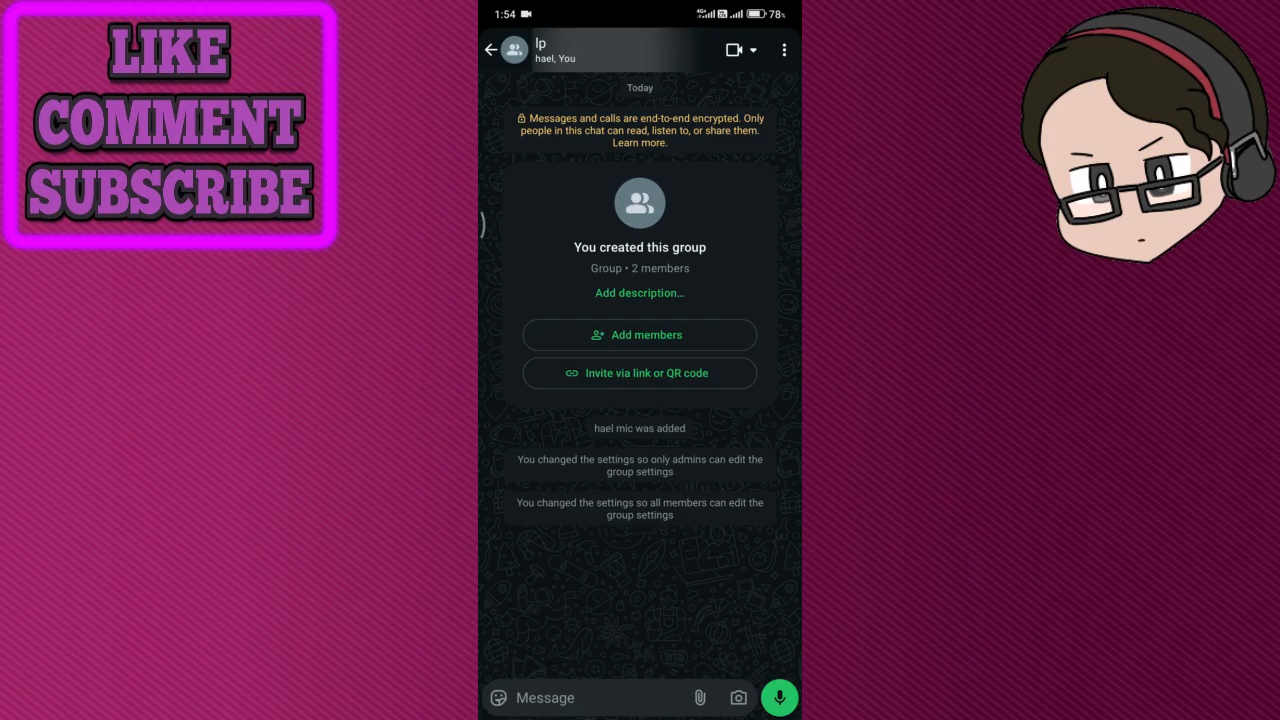 LIKE
COMMENT
SUBSCRIBE
1:54
4G+
78%
lp
hael, You
Today
Messages and calls are end-to-end encrypted. Only
people in this chat can read, listen to, or share them.
Learn more.
You created this group
Group • 2 members
Add description...
Add members
Invite via link or QR code
hael mic was added
You changed the settings so only admins can edit the
group settings
You changed the settings so all members can edit the
group settings
Message